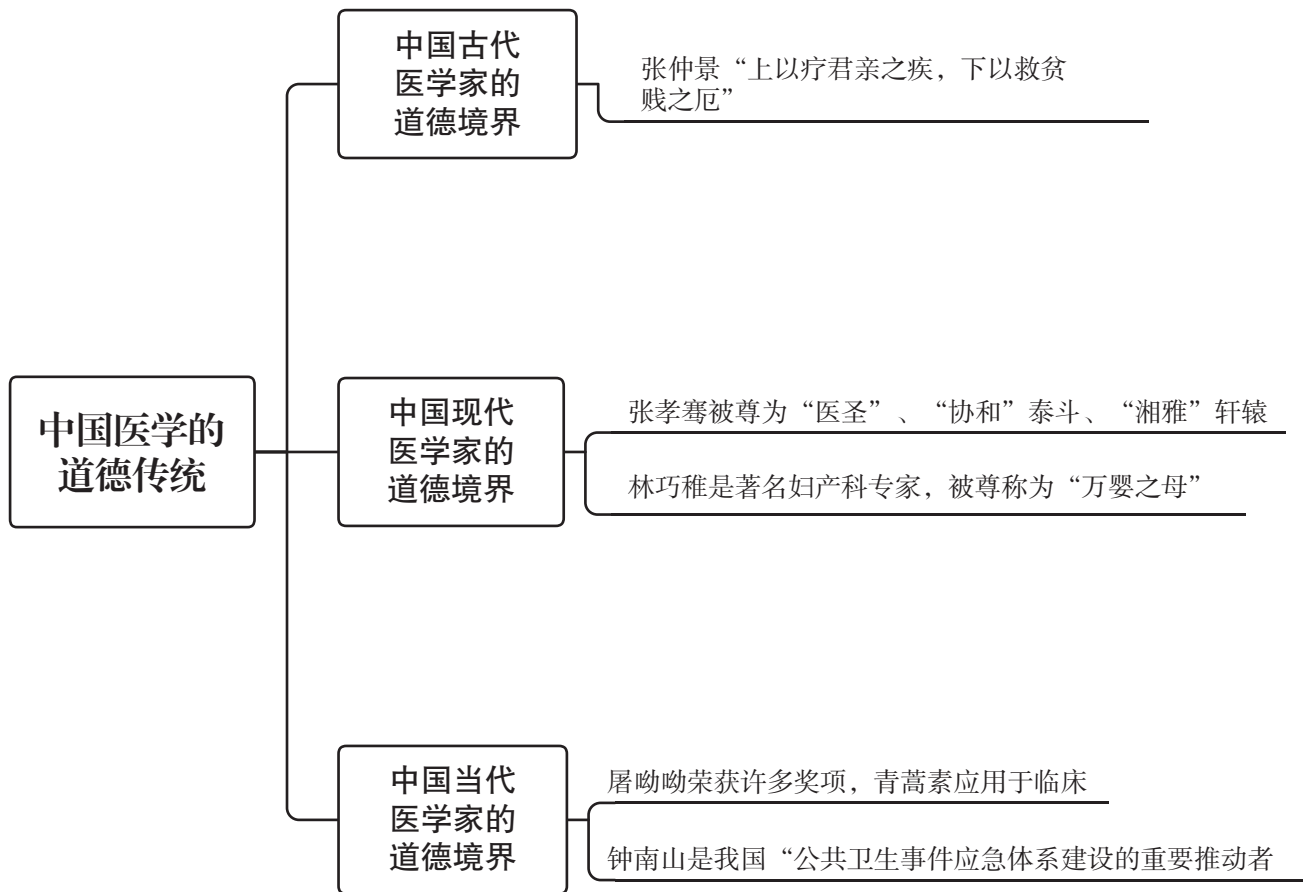 中国古代
医学家的
道德境界
张仲景“上以疗君亲之疾，下以救贫
贱之厄”
中国医学的
道德传统
中国现代
医学家的
道德境界
张孝骞被尊为“医圣”、“协和”泰斗、“湘雅”轩辕
林巧稚是著名妇产科专家，被尊称为“万婴之母”
中国当代
医学家的
道德境界
屠呦呦荣获许多奖项，青蒿素应用于临床
钟南山是我国“公共卫生事件应急体系建设的重要推动者